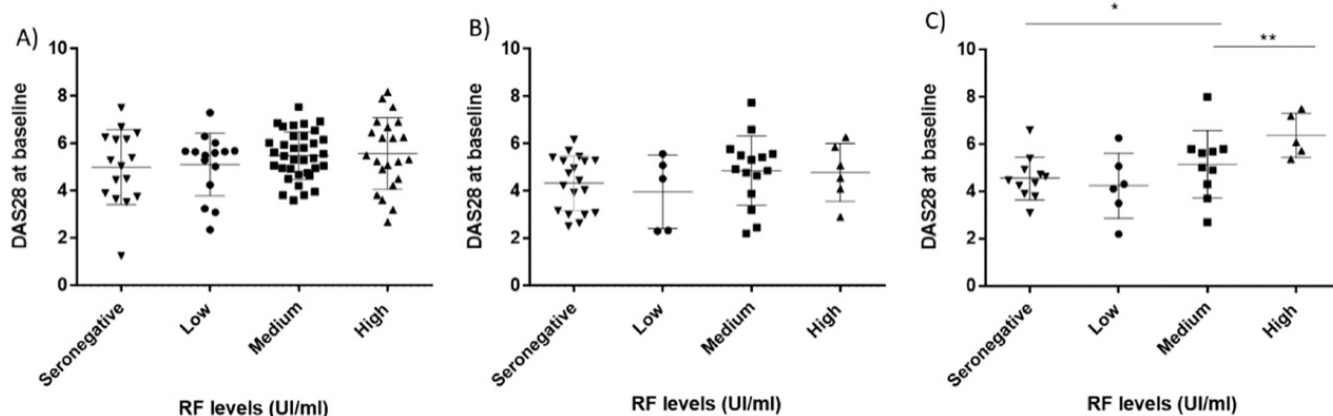 A)
DAS28 at baseline
10
8
6
4
2
0
Seronegative
Low
Medium
High
RF levels (UI/ml)
B)
DAS28 at baseline
10
8
6
4
2
0
Seronegative
Low
Medium
High
RF levels (UI/ml)
C)
*
**
DAS28 at baseline
10
8
6
4
2
0
Seronegative
Low
Medium
High
RF levels (UI/ml)